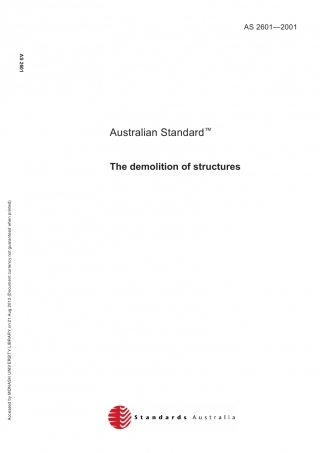 AS 2601—2001
AS 2601
Australian Standard™
The demolition of structures
Accessed by MONASH UNIVERSITY LIBRARY on 21 Aug 2013 (Document currency not guaranteed when printed)
Standards Australia